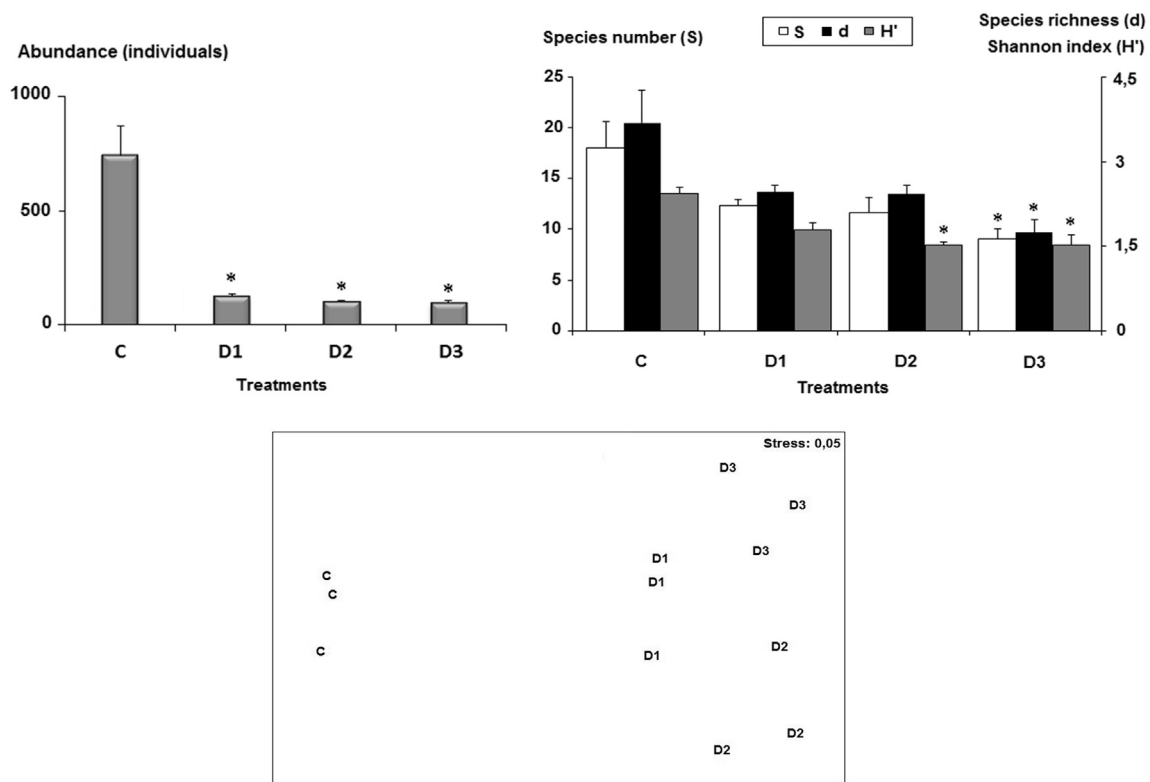 Abundance (individuals)
1000
500
0
* * *
C D1 D2 D3
Treatments
Species number (S)
S d H'
Species richness (d)
Shannon index (H')
25
20
15
10
5
0
4,5
3
1,5
0
* * * *
C D1 D2 D3
Treatments
Stress: 0,05
D3
D3
D3
D1
C
D1
C
D2
C
D1
D2
D2